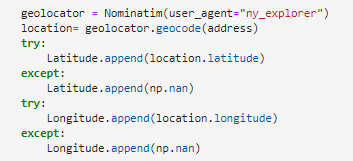 geolocator = Nominatim(user_agent="ny_explorer")
location= geolocator.geocode(address)
try:
    Latitude.append(location.latitude)
except:
    Latitude.append(np.nan)
try:
    Longitude.append(location.longitude)
except:
    Longitude.append(np.nan)